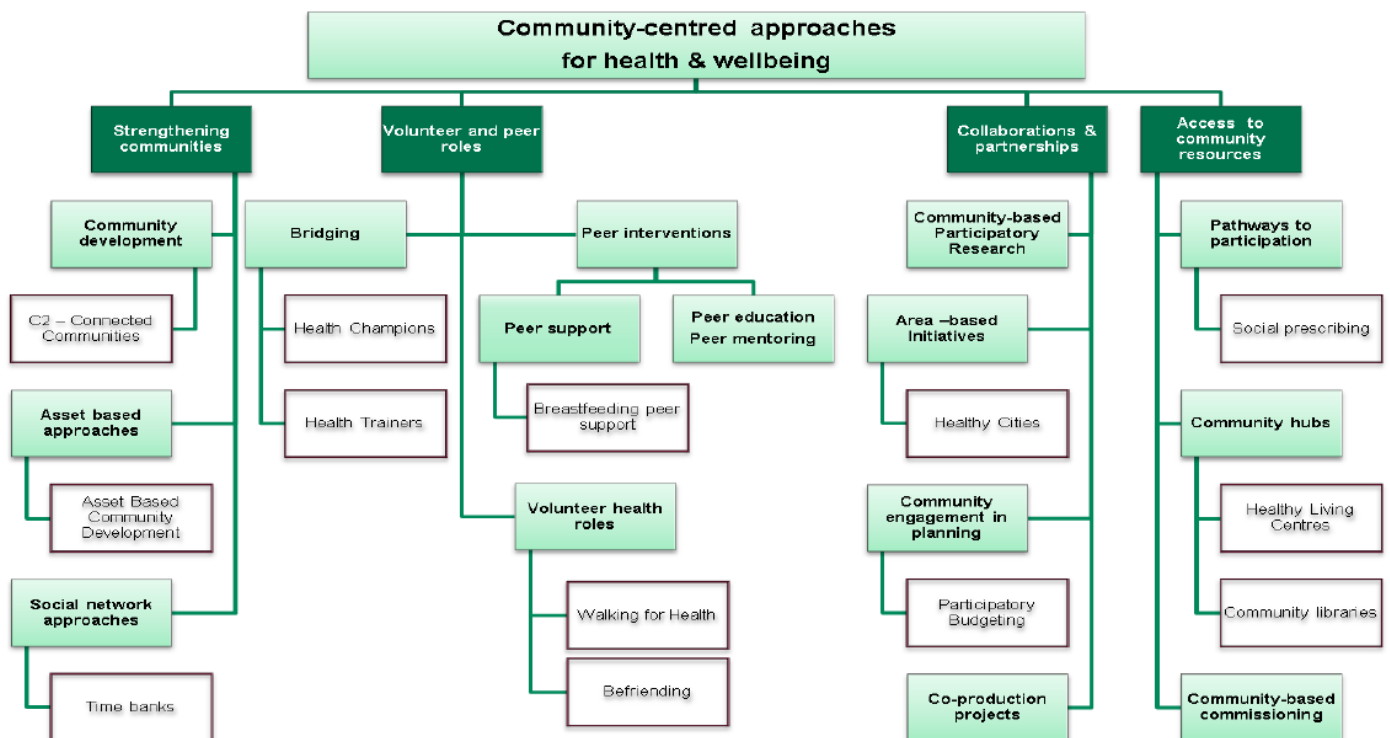 Community-centred approaches
for health & wellbeing
Strengthening
communities
Volunteer and peer
roles
Collaborations &
partnerships
Access to
community
resources
Community
development
C2 – Connected
Communities
Asset based
approaches
Asset Based
Community
Development
Social network
approaches
Time banks
Bridging
Health Champions
Health Trainers
Peer interventions
Peer support
Breastfeeding peer
support
Peer education
Peer mentoring
Volunteer health
roles
Walking for Health
Befriending
Community-based
Participatory
Research
Area –based
Initiatives
Healthy Cities
Community
engagement in
planning
Participatory
Budgeting
Co-production
projects
Pathways to
participation
Social prescribing
Community hubs
Healthy Living
Centres
Community libraries
Community-based
commissioning